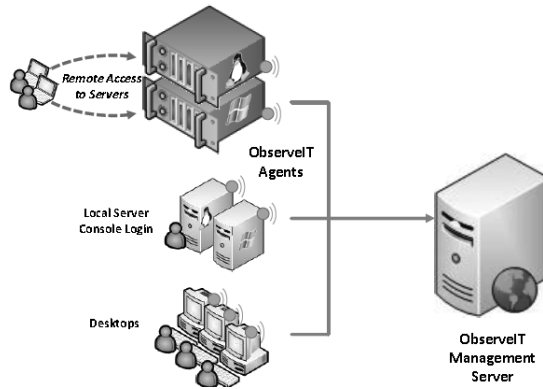 Remote Access
to Servers
ObserveIT
Agents
Local Server
Console Login
Desktops
ObserveIT
Management
Server